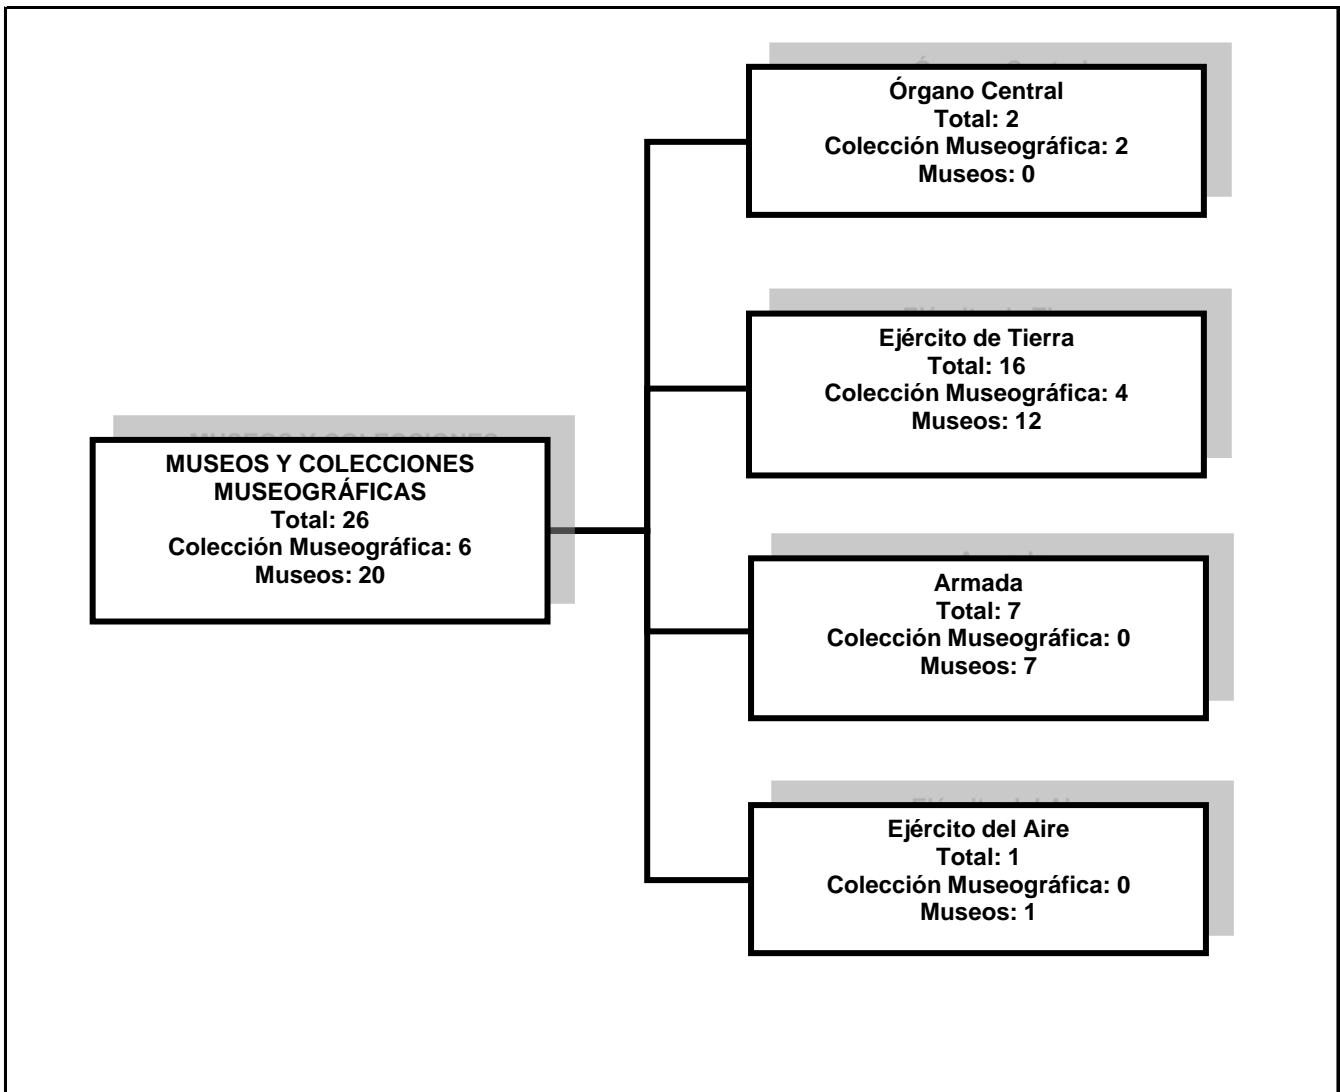 Órgano Central
Total: 2
Colección Museográfica: 2
Museos: 0
Ejército de Tierra
Total: 16
Colección Museográfica: 4
Museos: 12
MUSEOS Y COLECCIONES
MUSEOGRÁFICAS
Total: 26
Colección Museográfica: 6
Museos: 20
Armada
Total: 7
Colección Museográfica: 0
Museos: 7
Ejército del Aire
Total: 1
Colección Museográfica: 0
Museos: 1